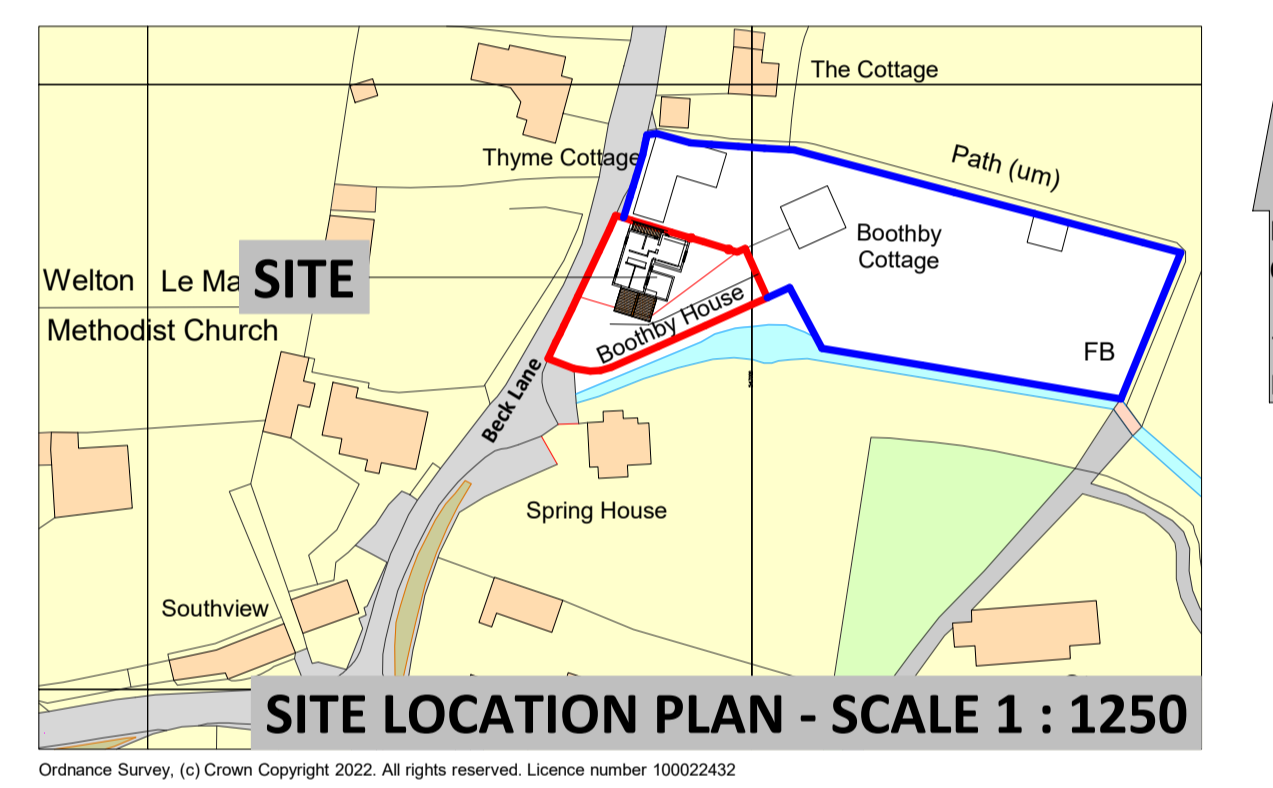 The Cottage
Thyme Cottage
Path (um)
Boothby
Cottage
Welton Le Ma
SITE
Methodist Church
Boothby House
FB
Beck Lane
Spring House
Southview
SITE LOCATION PLAN - SCALE 1 : 1250
Ordnance Survey, (c) Crown Copyright 2022. All rights reserved. Licence number 100022432